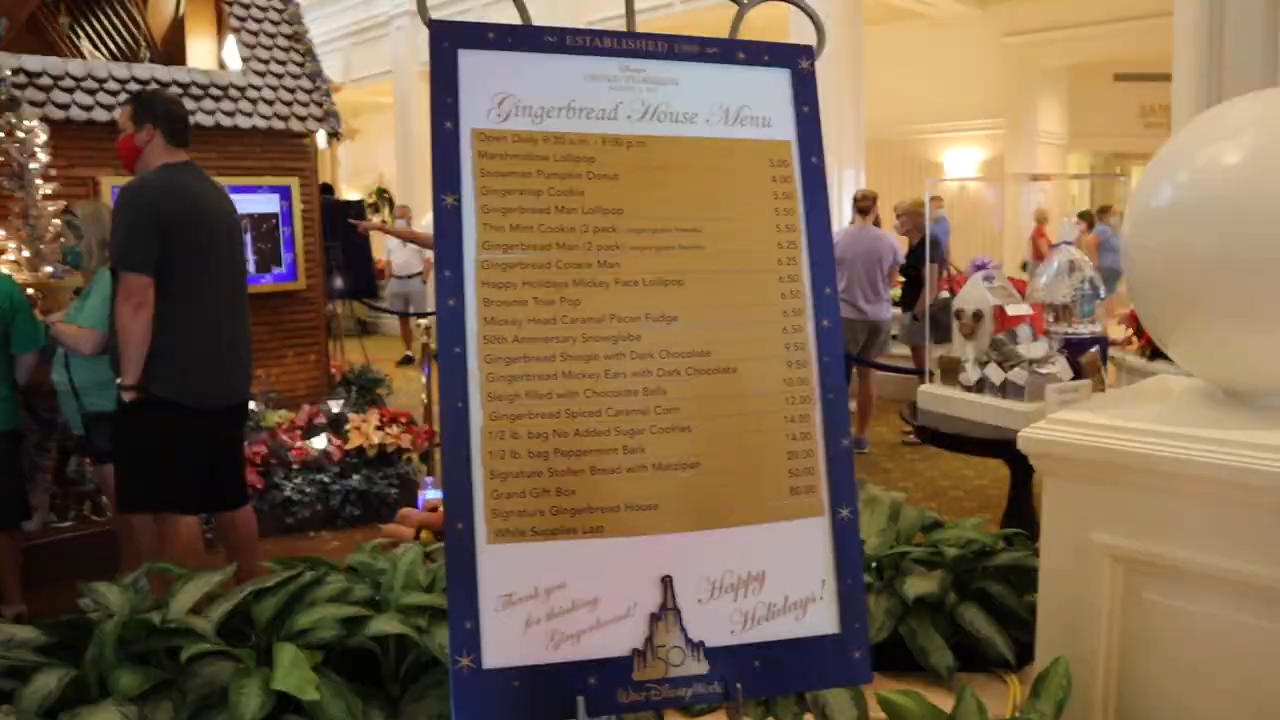 ESTABLISHED 1999
Disney's
Gingerbread House Menu
Open Daily 9:30 a.m. - 9:00 p.m.
Marshmallow Lollipop 3.00
Snowman Pumpkin Donut 4.00
Gingersnap Cookie 5.50
Gingerbread Man Lollipop 5.50
Thin Mint Cookie (2 pack) 5.50
Gingerbread Man (2 pack) 6.25
Gingerbread Cookie Man 6.25
Happy Holidays Mickey Face Lollipop 6.50
Brownie Tree Pop 6.50
Mickey Head Caramel Pecan Fudge 6.50
50th Anniversary Snowglobe 6.50
Gingerbread Shingle with Dark Chocolate 9.50
Gingerbread Mickey Ears with Dark Chocolate 9.50
Sleigh filled with Chocolate Balls 10.00
Gingerbread Spiced Caramel Corn 12.00
1/2 lb. bag No Added Sugar Cookies 14.00
1/2 lb. bag Peppermint Bark 14.00
Signature Stollen Bread with Marzipan 20.00
Grand Gift Box 50.00
Signature Gingerbread House 80.00
While Supplies Last
Thank you
for thinking
Gingerbread!
Happy
Holidays!
50
Walt Disney World